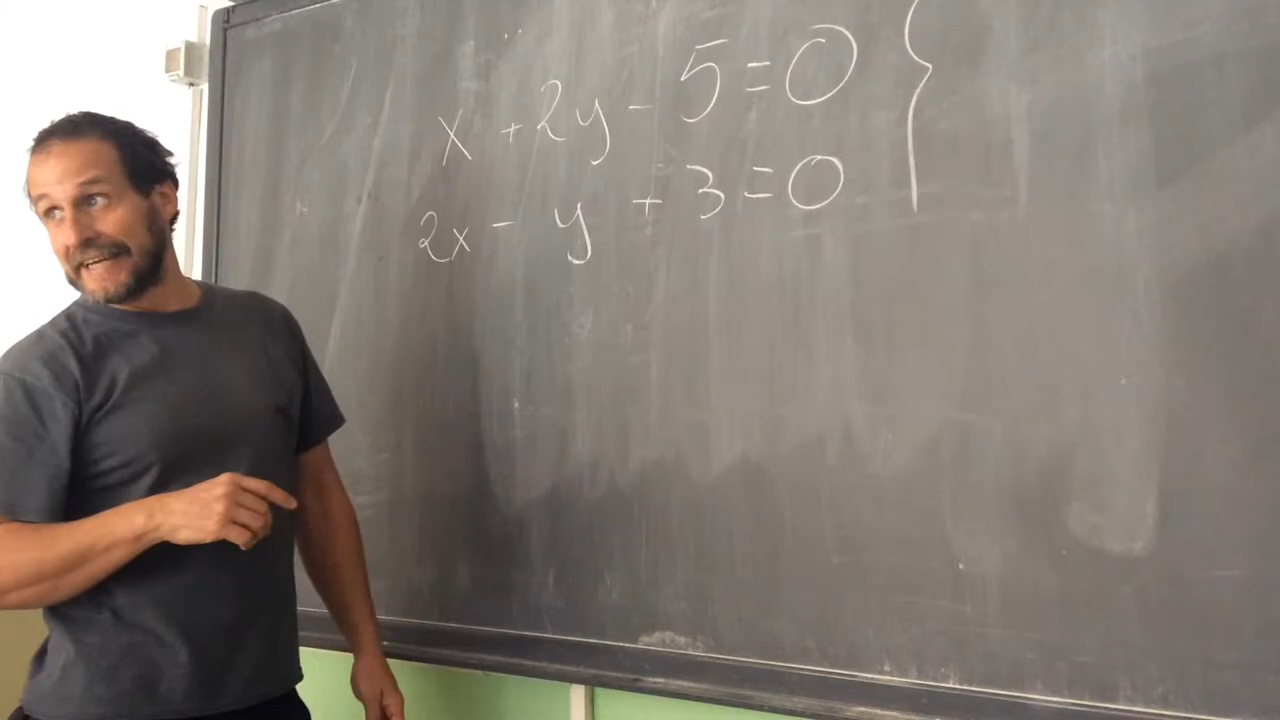 x + 2y - 5 = 0 {
2x - y + 3 = 0